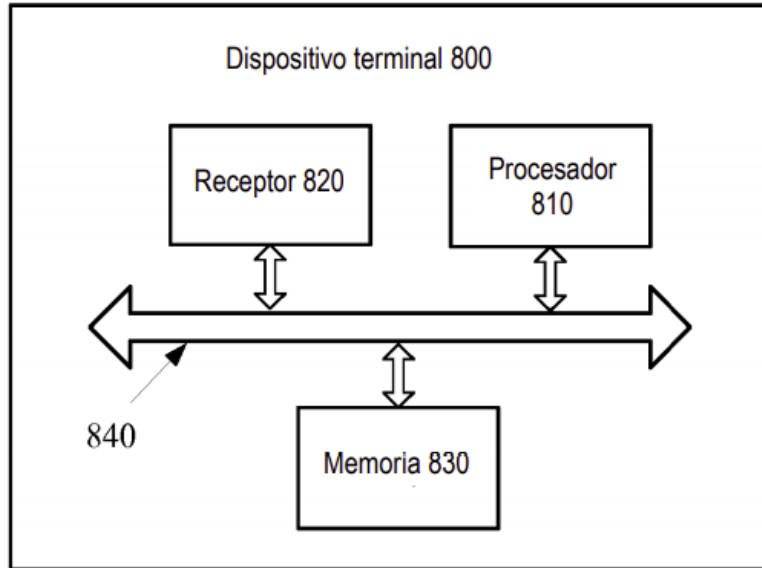 Dispositivo terminal 800
Receptor 820
Procesador
810
840
Memoria 830